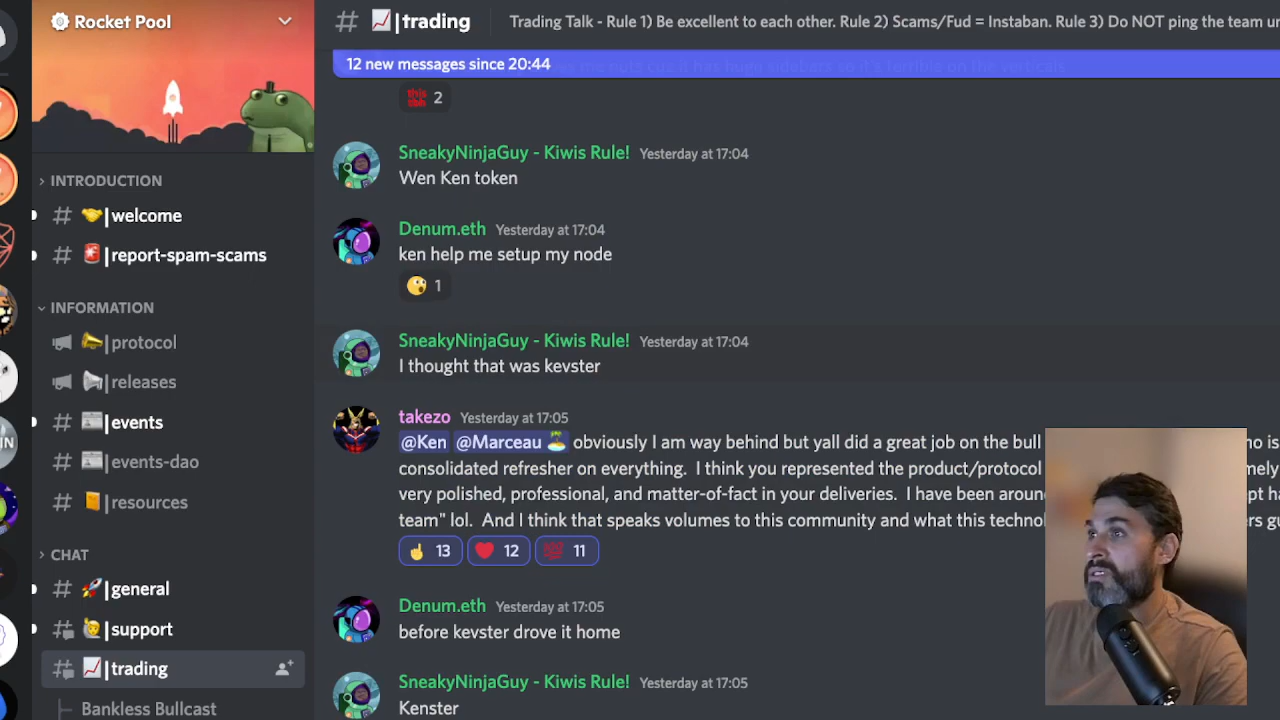 Rocket Pool
INTRODUCTION
# 🤝|welcome
# 🚨|report-spam-scams
INFORMATION
📣|protocol
📢|releases
# 📰|events
# 📰|events-dao
# 📙|resources
CHAT
# 🚀|general
# 🙋|support
# 📈|trading
Bankless Bullcast
IN
# 📈|trading
Trading Talk - Rule 1) Be excellent to each other. Rule 2) Scams/Fud = Instaban. Rule 3) Do NOT ping the team
12 new messages since 20:44
this tbh 2
SneakyNinjaGuy - Kiwis Rule! Yesterday at 17:04
Wen Ken token
Denum.eth Yesterday at 17:04
ken help me setup my node
1
SneakyNinjaGuy - Kiwis Rule! Yesterday at 17:04
I thought that was kevster
takezo Yesterday at 17:05
@Ken @Marceau🏝️ obviously I am way behind but yall did a great job on the bull
consolidated refresher on everything. I think you represented the product/protocol
very polished, professional, and matter-of-fact in your deliveries. I have been
team" lol. And I think that speaks volumes to this community and what this
☝️ 13 ❤️ 12 💯 11
Denum.eth Yesterday at 17:05
before kevster drove it home
SneakyNinjaGuy - Kiwis Rule! Yesterday at 17:05
Kenster